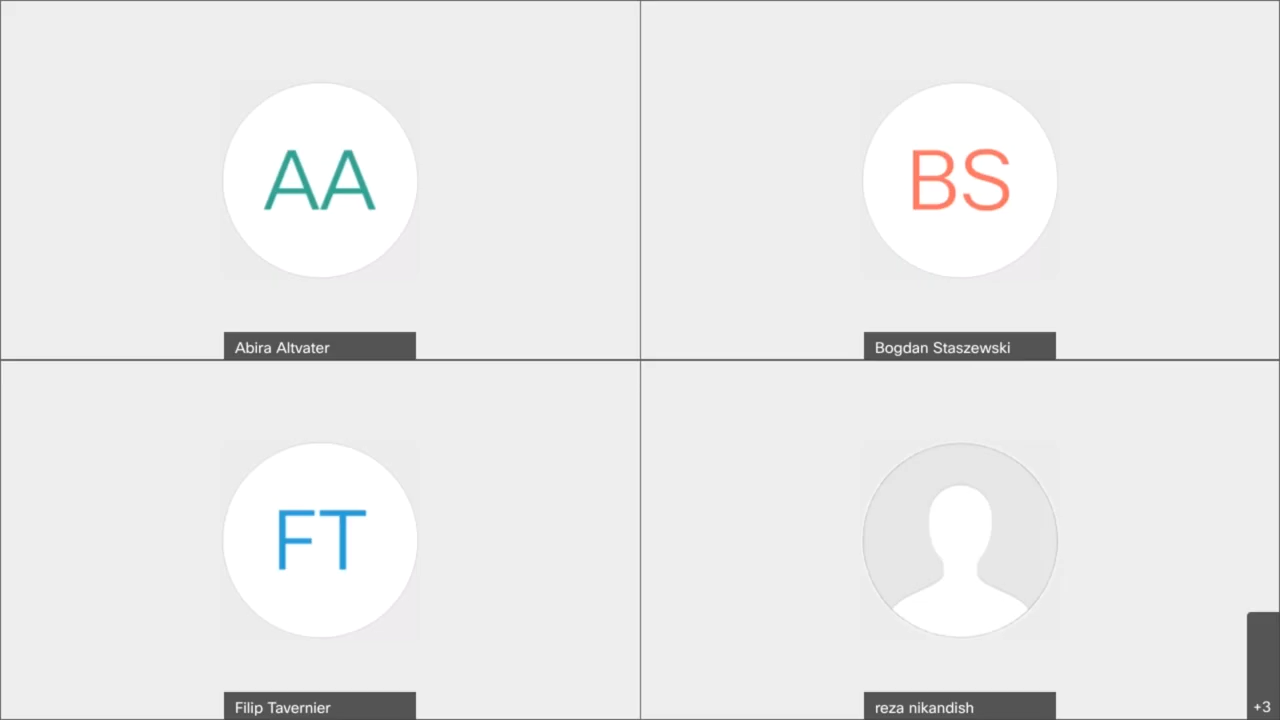 AA
BS
Abira Altvater
Bogdan Staszewski
FT
Filip Tavernier
reza nikandish
+3